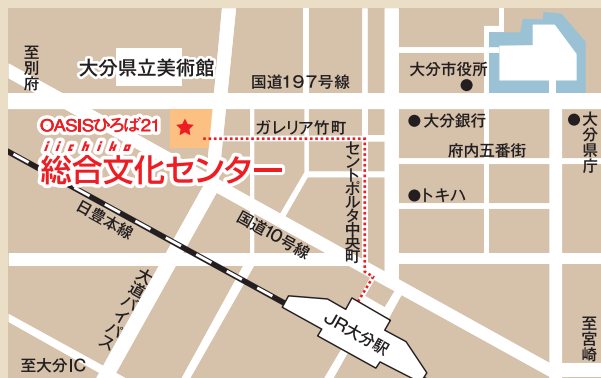 至別府
大分県立美術館
国道197号線
大分市役所
OASISひろば21
iichiko
総合文化センター
ガレリア竹町
大分銀行
大分県庁
府内五番街
セントポルタ中央町
トキハ
日豊本線
国道10号線
大道バイパス
JR大分駅
至宮崎
至大分IC